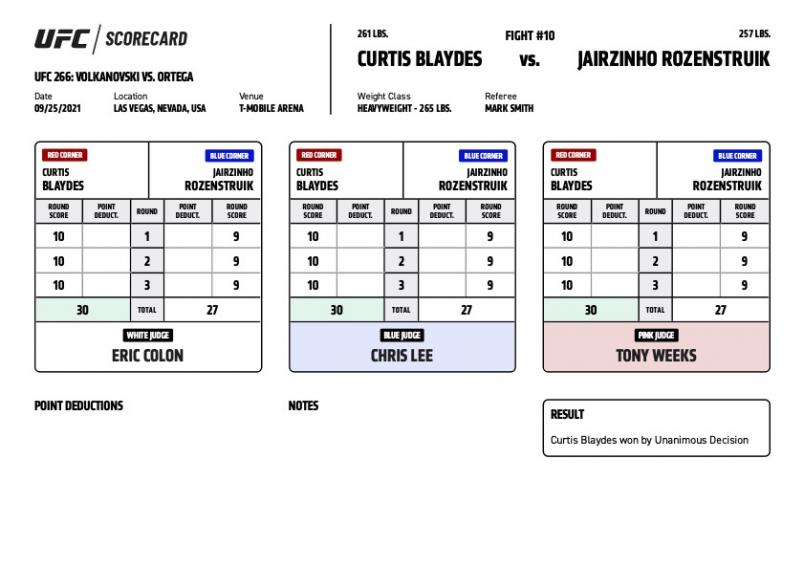 UFC / SCORECARD
UFC 266: VOLKANOVSKI VS. ORTEGA
Date Location Venue
09/25/2021 LAS VEGAS, NEVADA, USA T-MOBILE ARENA
261 LBS. FIGHT #10 257 LBS.
CURTIS BLAYDES vs. JAIRZINHO ROZENSTRUIK
Weight Class Referee
HEAVYWEIGHT - 265 LBS. MARK SMITH
RED CORNER BLUE CORNER
CURTIS JAIRZINHO
BLAYDES ROZENSTRUIK
ROUND POINT ROUND POINT ROUND
SCORE DEDUCT. DEDUCT. SCORE
10 1 9
10 2 9
10 3 9
30 TOTAL 27
WHITE JUDGE
ERIC COLON
RED CORNER BLUE CORNER
CURTIS JAIRZINHO
BLAYDES ROZENSTRUIK
ROUND POINT ROUND POINT ROUND
SCORE DEDUCT. DEDUCT. SCORE
10 1 9
10 2 9
10 3 9
30 TOTAL 27
BLUE JUDGE
CHRIS LEE
RED CORNER BLUE CORNER
CURTIS JAIRZINHO
BLAYDES ROZENSTRUIK
ROUND POINT ROUND POINT ROUND
SCORE DEDUCT. DEDUCT. SCORE
10 1 9
10 2 9
10 3 9
30 TOTAL 27
PINK JUDGE
TONY WEEKS
POINT DEDUCTIONS
NOTES
RESULT
Curtis Blaydes won by Unanimous Decision